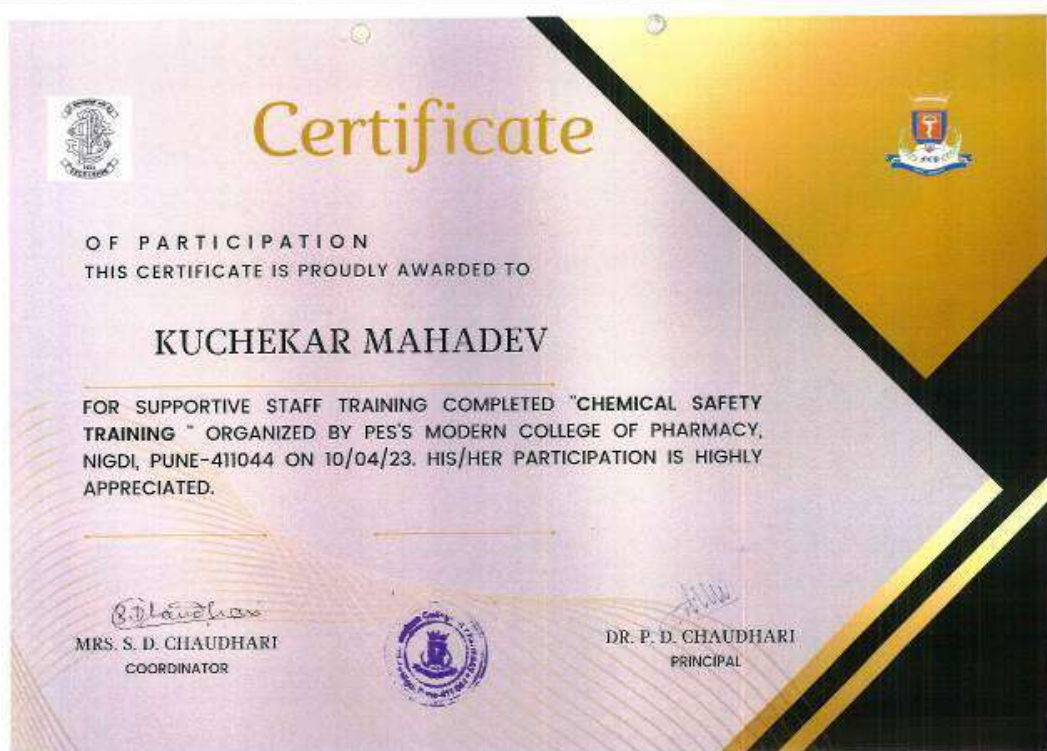 Certificate
OF PARTICIPATION
THIS CERTIFICATE IS PROUDLY AWARDED TO
KUCHEKAR MAHADEV
FOR SUPPORTIVE STAFF TRAINING COMPLETED "CHEMICAL SAFETY
TRAINING " ORGANIZED BY PES'S MODERN COLLEGE OF PHARMACY,
NIGDI, PUNE-411044 ON 10/04/23. HIS/HER PARTICIPATION IS HIGHLY
APPRECIATED.
MRS. S. D. CHAUDHARI
COORDINATOR
DR. P. D. CHAUDHARI
PRINCIPAL